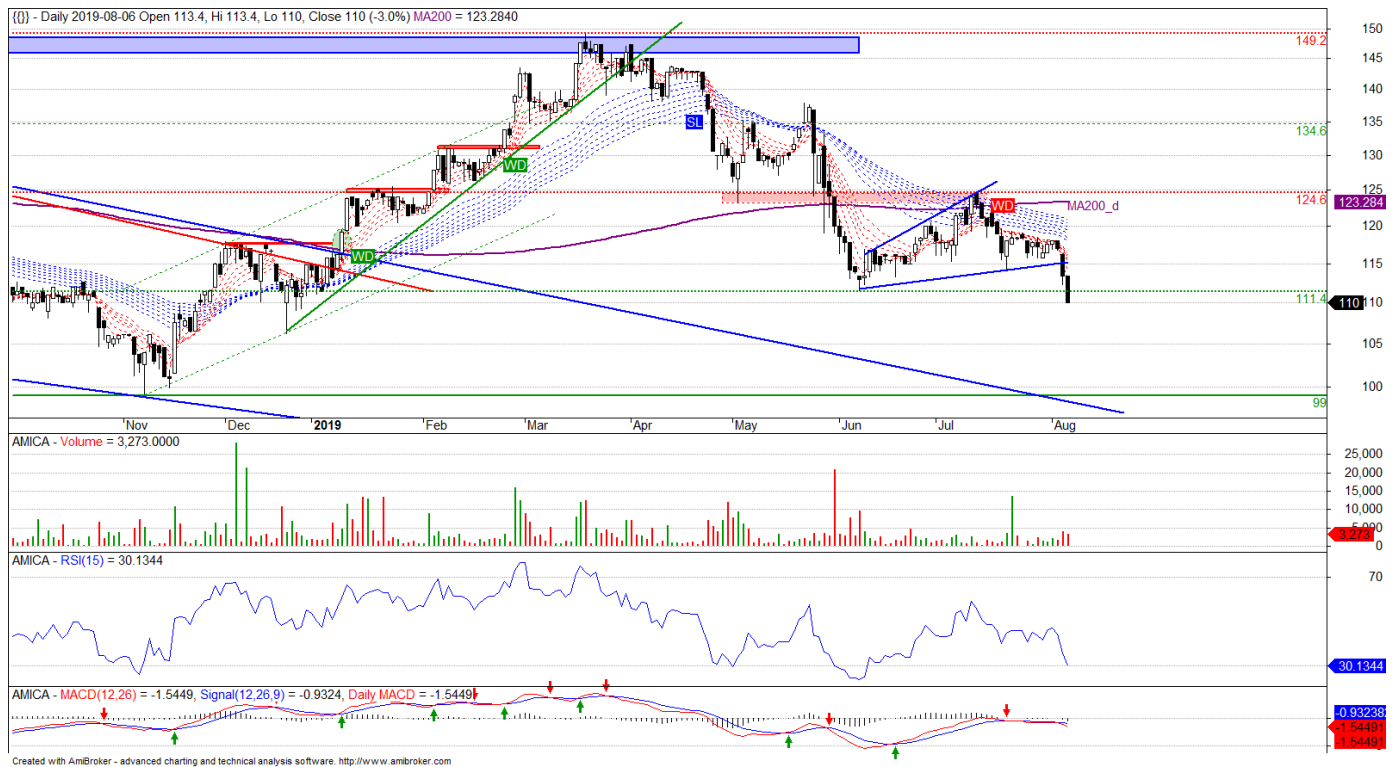 {{}} - Daily 2019-08-06 Open 113.4, Hi 113.4, Lo 110, Close 110 (-3.0%) MA200 = 123.2840
150
149.2
145
140
135
SL
134.6
130
WD
125
124.6
123.284
WD
MA200_d
120
WD
115
111.4
110
110
105
100
99
Nov Dec 2019 Feb Mar Apr May Jun Jul Aug
AMICA - Volume = 3,273.0000
25,000
20,000
15,000
10,000
5,000
3,273
0
AMICA - RSI(15) = 30.1344
70
30.1344
AMICA - MACD(12,26) = -1.5449, Signal(12,26,9) = -0.9324, Daily MACD = -1.5449
-0.932382
-1.54491
-1.54491
Created with AmiBroker - advanced charting and technical analysis software. http://www.amibroker.com